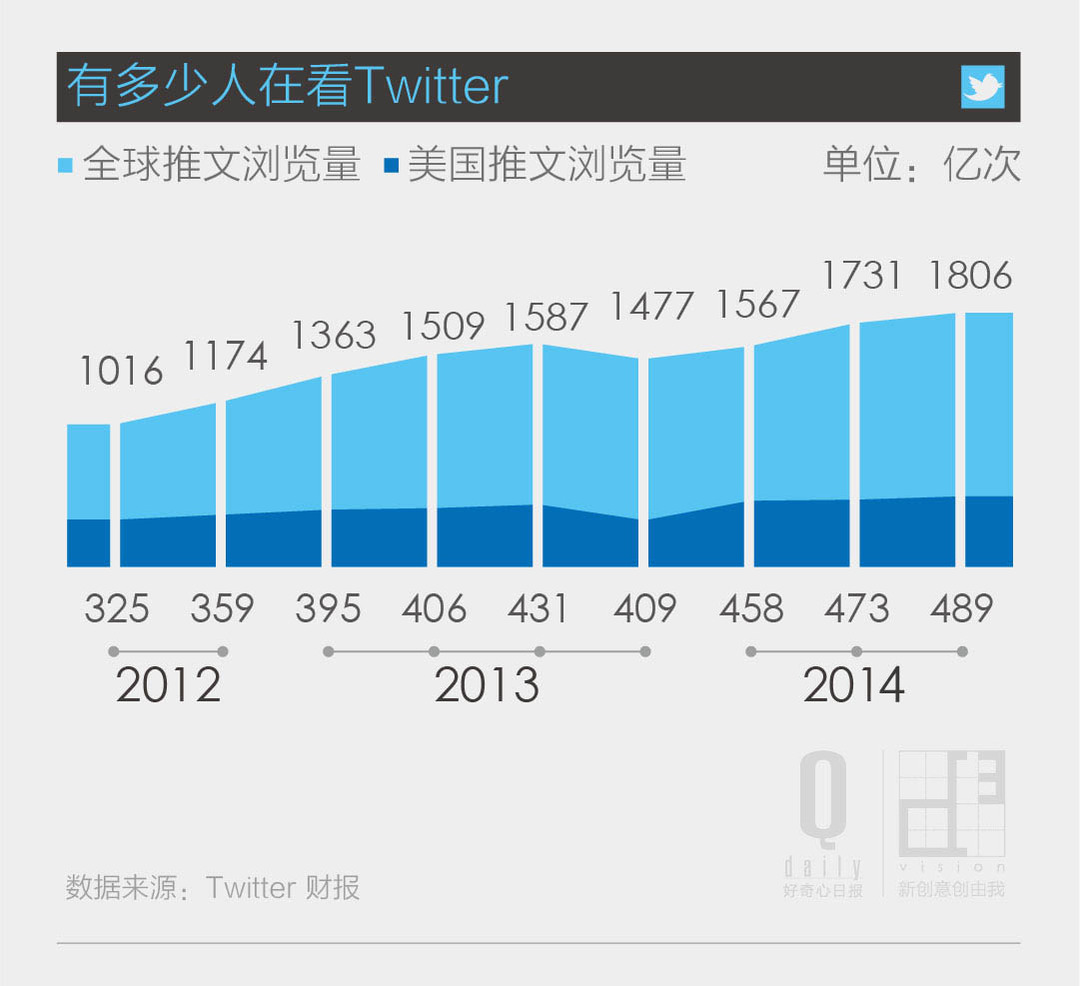 有多少人在看Twitter
全球推文浏览量 美国推文浏览量 单位：亿次
1016 1174 1363 1509 1587 1477 1567 1731 1806
325 359 395 406 431 409 458 473 489
2012 2013 2014
Q
daily
好奇心日报
vision
新创意创由我
数据来源：Twitter 财报